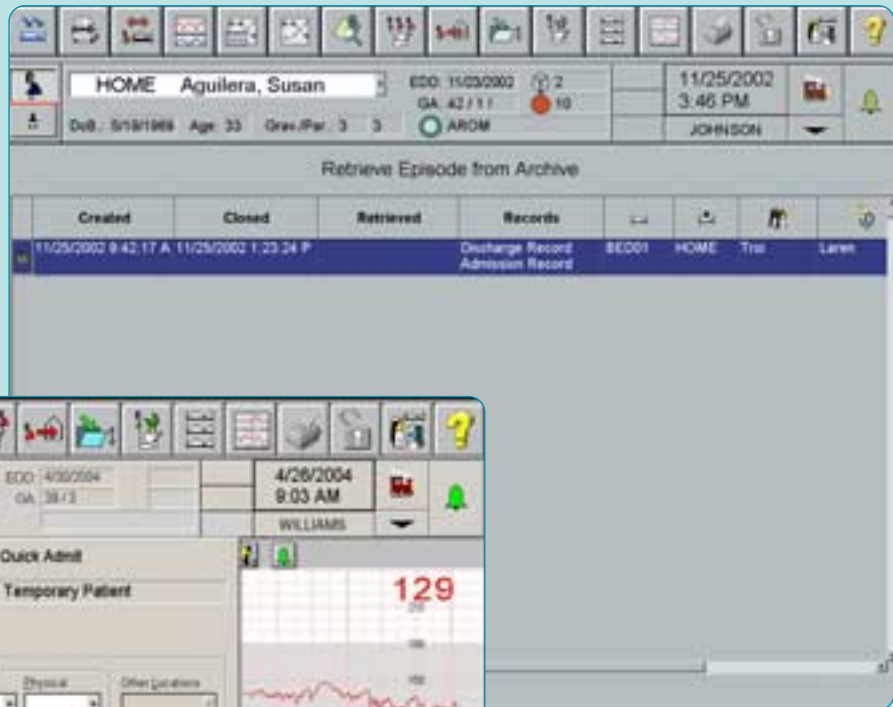 HOME Aguilera, Susan
EDD: 11/23/2002 2
GA: 42 / 1 / 10
DoB.: 5/19/1969 Age: 33 Grav./Par.: 3 3 AROM
11/25/2002
3:46 PM
JOHNSON
Retrieve Episode from Archive
Created Closed Retrieved Records
11/25/2002 9:42:17 A 11/25/2002 1:23:24 P Discharge Record BED01 HOME Troi Laren
Admission Record
EDD: 4/30/2004
GA: 39 / 3
4/26/2004
9:03 AM
WILLIAMS
Quick Admit
Temporary Patient
129
Physical Other Locations